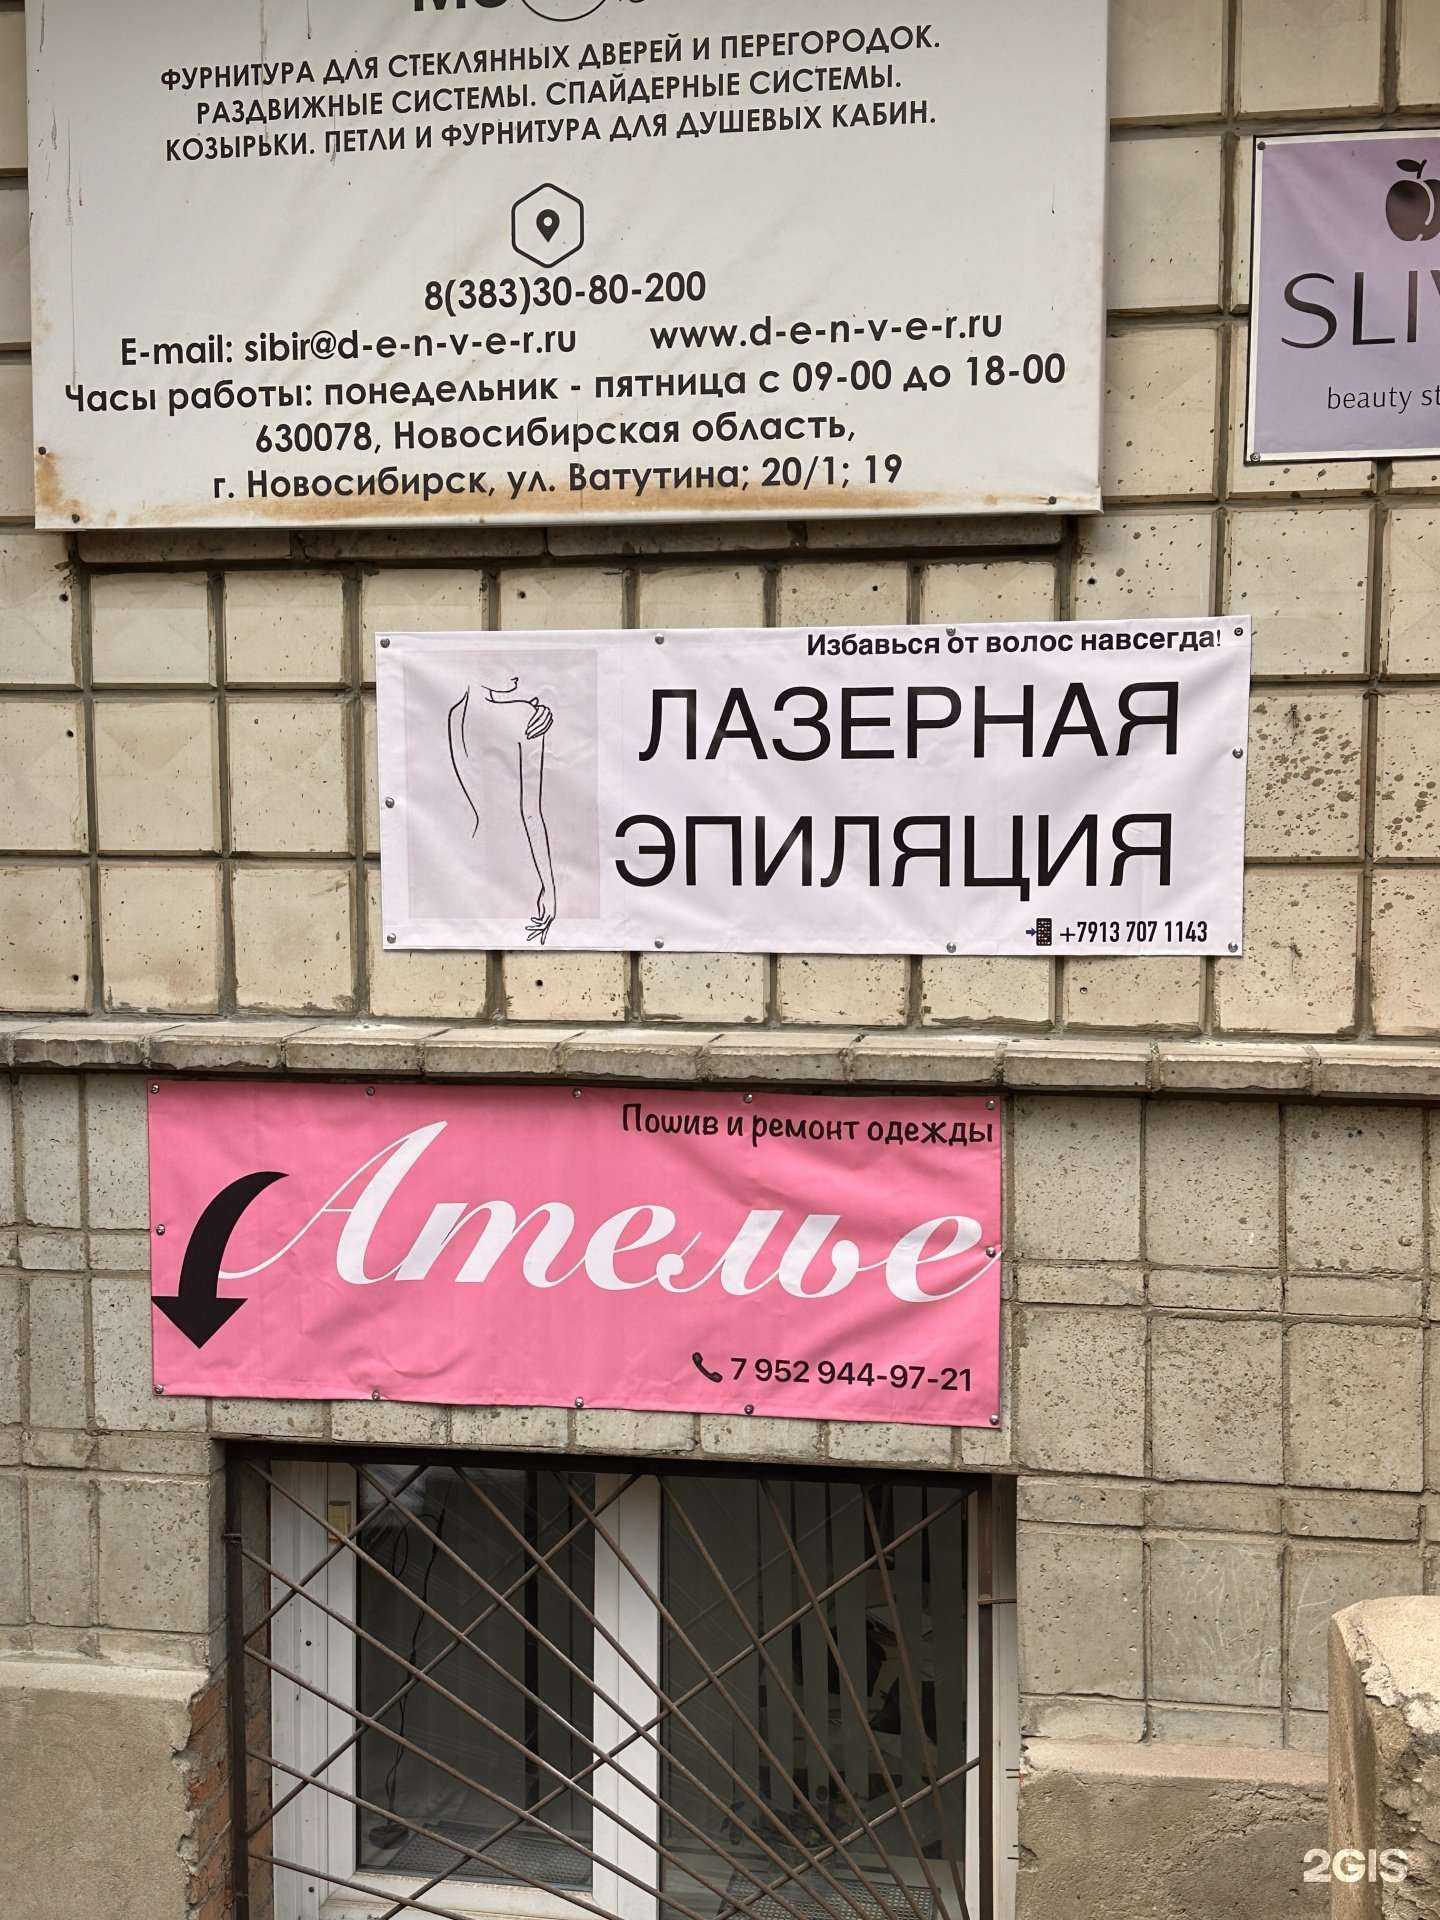 ФУРНИТУРА ДЛЯ СТЕКЛЯННЫХ ДВЕРЕЙ И ПЕРЕГОРОДОК.
РАЗДВИЖНЫЕ СИСТЕМЫ. СПАЙДЕРНЫЕ СИСТЕМЫ.
КОЗЫРЬКИ. ПЕТЛИ И ФУРНИТУРА ДЛЯ ДУШЕВЫХ КАБИН.
8(383)30-80-200
E-mail: sibir@d-e-n-v-e-r.ru www.d-e-n-v-e-r.ru
Часы работы: понедельник - пятница с 09-00 до 18-00
630078, Новосибирская область,
г. Новосибирск, ул. Ватутина; 20/1; 19
beauty
Избавься от волос навсегда!
ЛАЗЕРНАЯ
ЭПИЛЯЦИЯ
+7913 707 1143
Пошив и ремонт одежды
Ателье
7 952 944-97-21
2GIS